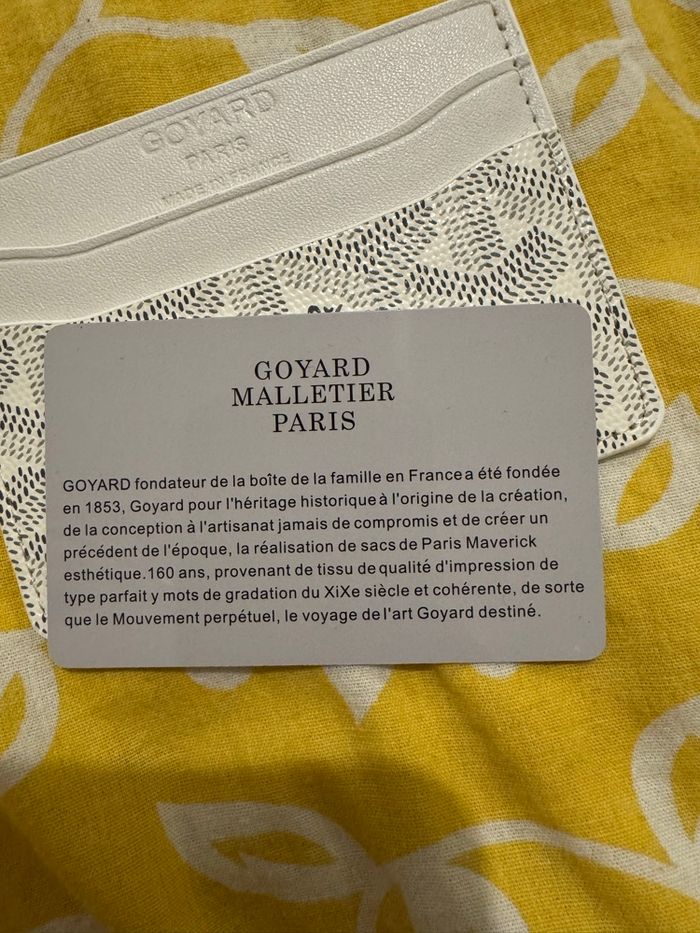 GOYARD
PARIS
MADE IN FRANCE
GOYARD
MALLETIER
PARIS
GOYARD fondateur de la boîte de la famille en France a été fondée
en 1853, Goyard pour l'héritage historique à l'origine de la création,
de la conception à l'artisanat jamais de compromis et de créer un
précédent de l'époque, la réalisation de sacs de Paris Maverick
esthétique.160 ans, provenant de tissu de qualité d'impression de
type parfait y mots de gradation du XiXe siècle et cohérente, de sorte
que le Mouvement perpétuel, le voyage de l'art Goyard destiné.